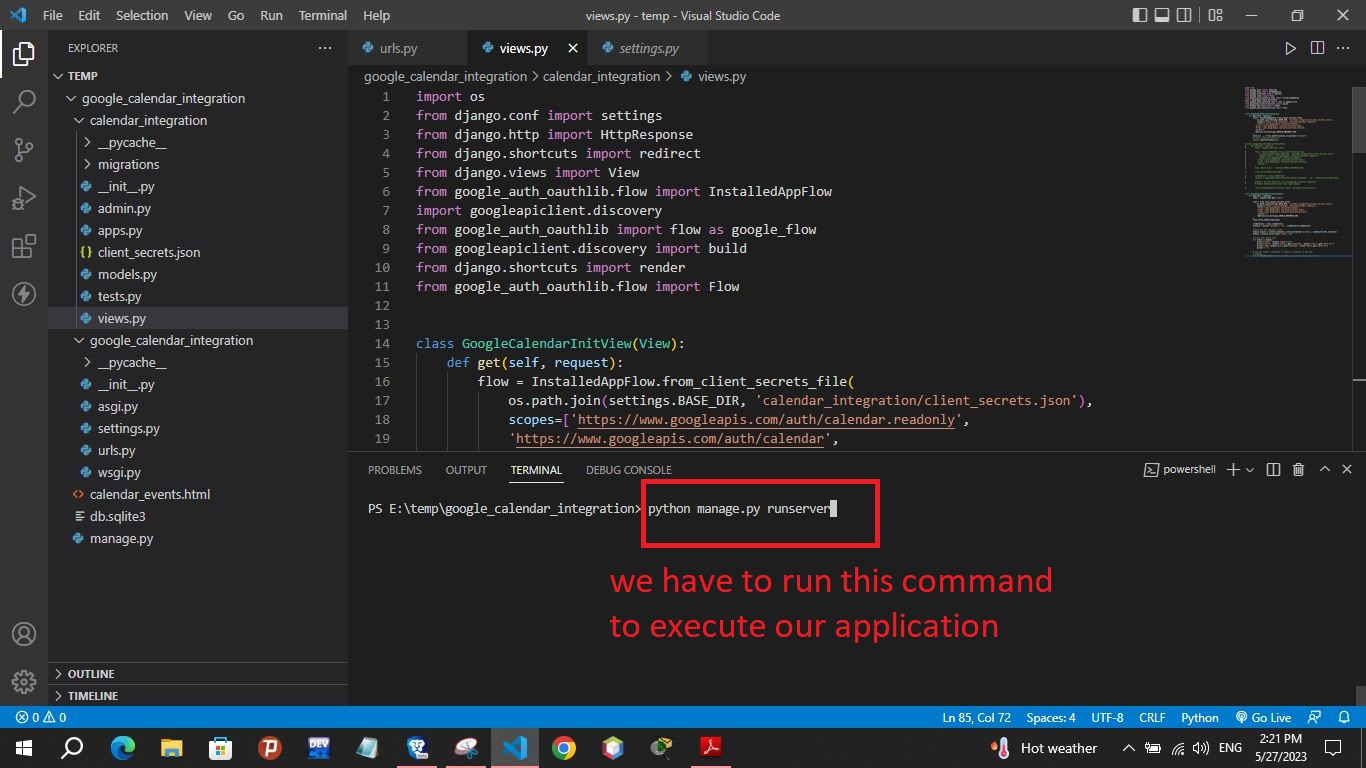 File Edit Selection View Go Run Terminal Help
views.py - temp - Visual Studio Code
EXPLORER
TEMP
google_calendar_integration
calendar_integration
__pycache__
migrations
__init__.py
admin.py
apps.py
{} client_secrets.json
models.py
tests.py
views.py
google_calendar_integration
__pycache__
__init__.py
asgi.py
settings.py
urls.py
wsgi.py
<> calendar_events.html
db.sqlite3
manage.py
OUTLINE
TIMELINE
urls.py views.py settings.py
google_calendar_integration > calendar_integration > views.py
1 import os
2 from django.conf import settings
3 from django.http import HttpResponse
4 from django.shortcuts import redirect
5 from django.views import View
6 from google_auth_oauthlib.flow import InstalledAppFlow
7 import googleapiclient.discovery
8 from google_auth_oauthlib import flow as google_flow
9 from googleapiclient.discovery import build
10 from django.shortcuts import render
11 from google_auth_oauthlib.flow import Flow
12
13
14 class GoogleCalendarInitView(View):
15 def get(self, request):
16 flow = InstalledAppFlow.from_client_secrets_file(
17 os.path.join(settings.BASE_DIR, 'calendar_integration/client_secrets.json'),
18 scopes=['https://www.googleapis.com/auth/calendar.readonly',
19 'https://www.googleapis.com/auth/calendar',
PROBLEMS OUTPUT TERMINAL DEBUG CONSOLE
powershell
PS E:\temp\google_calendar_integration> python manage.py runserver
we have to run this command
to execute our application
0 0
Ln 85, Col 72 Spaces: 4 UTF-8 CRLF Python Go Live
DEV
Hot weather
ENG
2:21 PM
5/27/2023